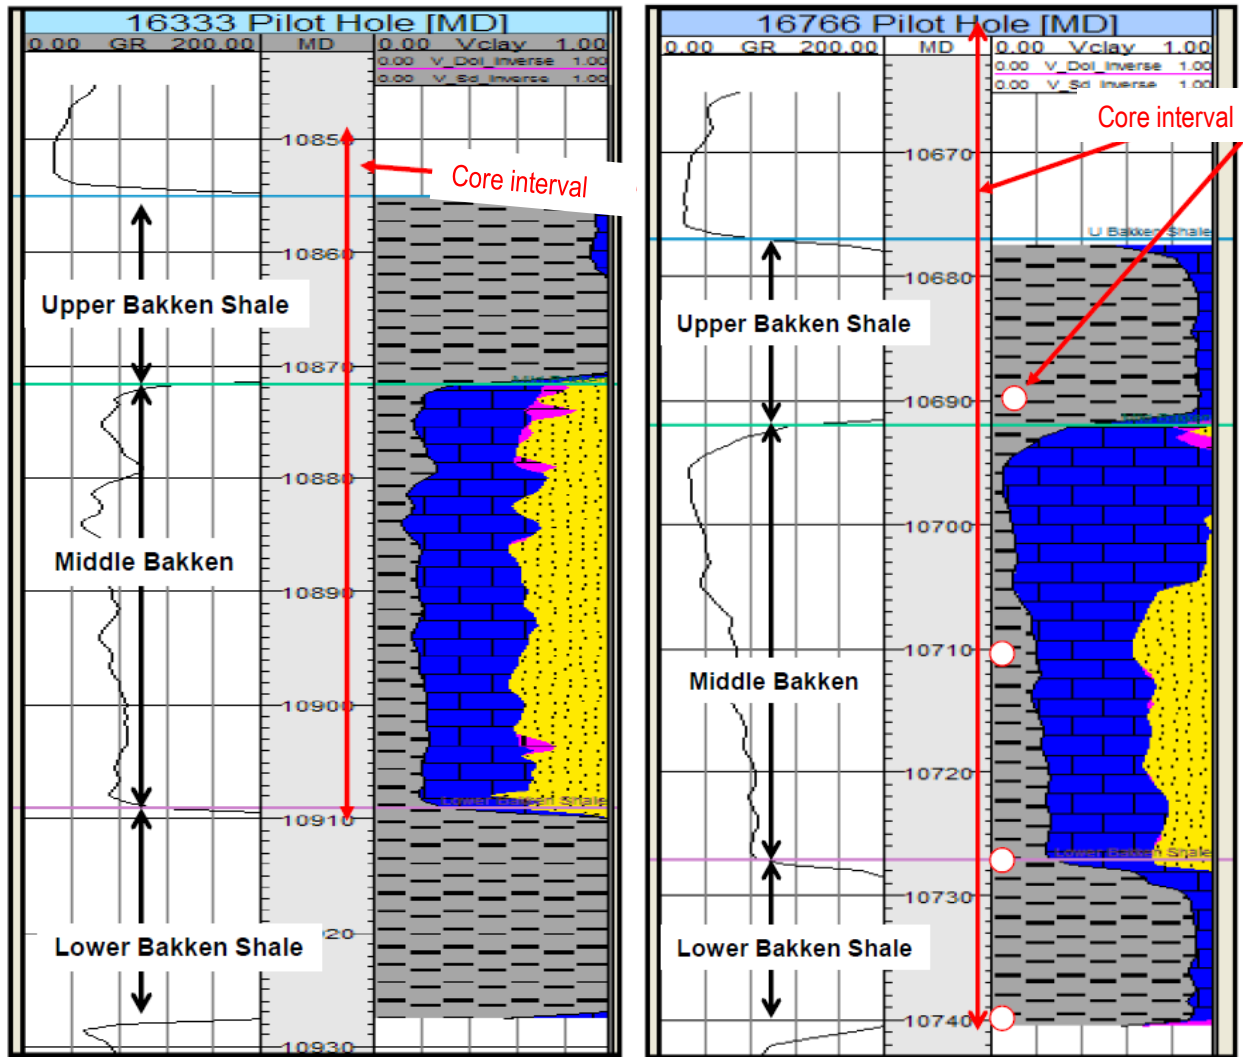 16333 Pilot Hole [MD]
0.00 GR 200.00 MD 0.00 Vclay 1.00
0.00 V_Dol_Inverse 1.00
0.00 V_Sd_Inverse 1.00
10850
Core interval
10860
Upper Bakken Shale
10870
10880
Middle Bakken
10890
10900
Lower Bakken Shale
10910
Lower Bakken Shale
20
10930
16766 Pilot Hole [MD]
0.00 GR 200.00 MD 0.00 Vclay 1.00
0.00 V_Dol_Inverse 1.00
0.00 V_Sd_Inverse 1.00
Core interval
10670
U Bakken Shale
10680
Upper Bakken Shale
10690
10700
10710
Middle Bakken
10720
Lower Bakken Shale
10730
Lower Bakken Shale
10740